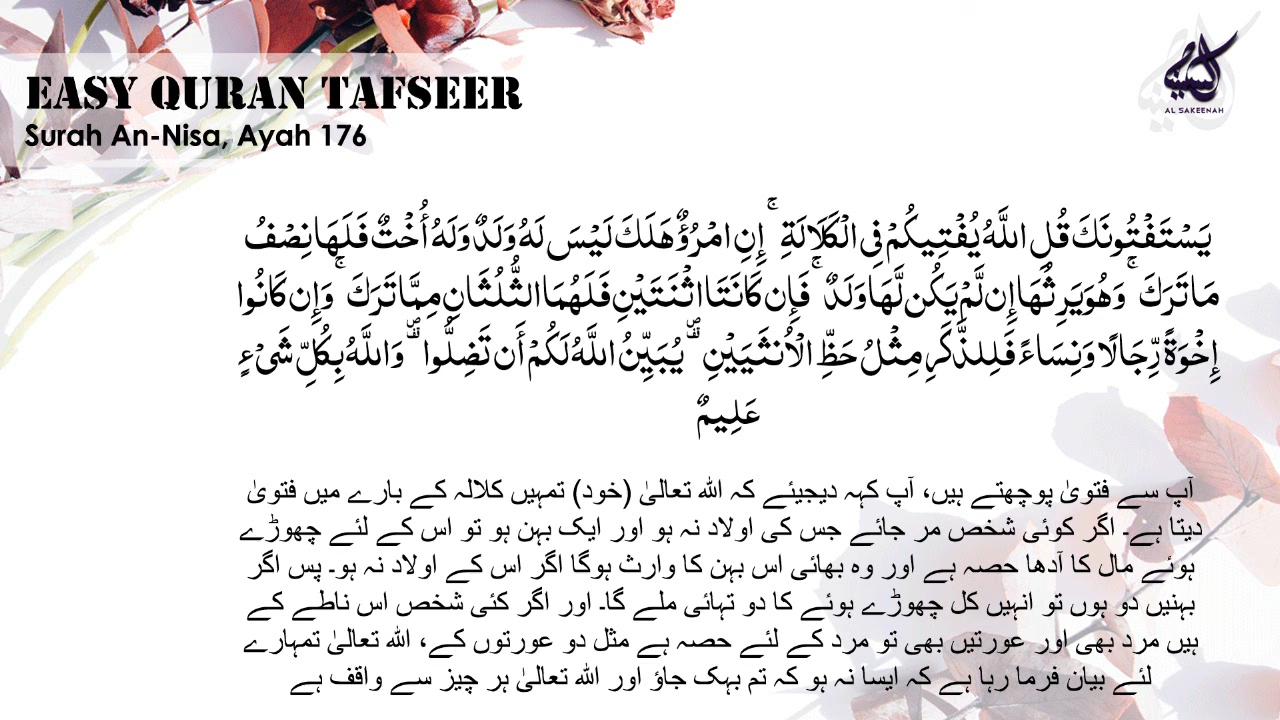 EASY QURAN TAFSEER
Surah An-Nisa, Ayah 176
AL SAKEENAH
يَسْتَفْتُونَكَ قُلِ اللَّهُ يُفْتِيكُمْ فِي الْكَلَالَةِ ۚ إِنِ امْرُؤٌ هَلَكَ لَيْسَ لَهُ وَلَدٌ وَلَهُ أُخْتٌ فَلَهَا نِصْفُ
مَا تَرَكَ ۚ وَهُوَ يَرِثُهَا إِن لَّمْ يَكُن لَّهَا وَلَدٌ ۚ فَإِن كَانَتَا اثْنَتَيْنِ فَلَهُمَا الثُّلُثَانِ مِمَّا تَرَكَ ۚ وَإِن كَانُوا
إِخْوَةً رِّجَالًا وَنِسَاءً فَلِلذَّكَرِ مِثْلُ حَظِّ الْأُنثَيَيْنِ ۗ يُبَيِّنُ اللَّهُ لَكُمْ أَن تَضِلُّوا ۗ وَاللَّهُ بِكُلِّ شَيْءٍ
عَلِيمٌ
آپ سے فتویٰ پوچھتے ہیں، آپ کہہ دیجیئے کہ اللہ تعالیٰ (خود) تمہیں کلالہ کے بارے میں فتویٰ
دیتا ہے۔ اگر کوئی شخص مر جائے جس کی اولاد نہ ہو اور ایک بہن ہو تو اس کے لئے چھوڑے
ہوئے مال کا آدھا حصہ ہے اور وه بھائی اس بہن کا وارث ہوگا اگر اس کے اولاد نہ ہو۔ پس اگر
بہنیں دو ہوں تو انہیں کل چھوڑے ہوئے کا دو تہائی ملے گا۔ اور اگر کئی شخص اس ناطے کے
ہیں مرد بھی اور عورتیں بھی تو مرد کے لئے حصہ ہے مثل دو عورتوں کے، اللہ تعالیٰ تمہارے
لئے بیان فرما رہا ہے کہ ایسا نہ ہو کہ تم بہک جاؤ اور اللہ تعالیٰ ہر چیز سے واقف ہے